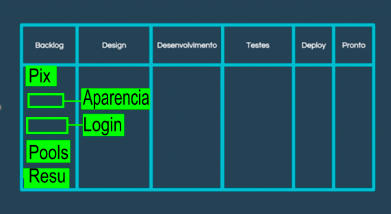 Backlog Design Desenvolvimento Testes Deploy Pronto
Pix
Aparencia
Login
Pools
Resu